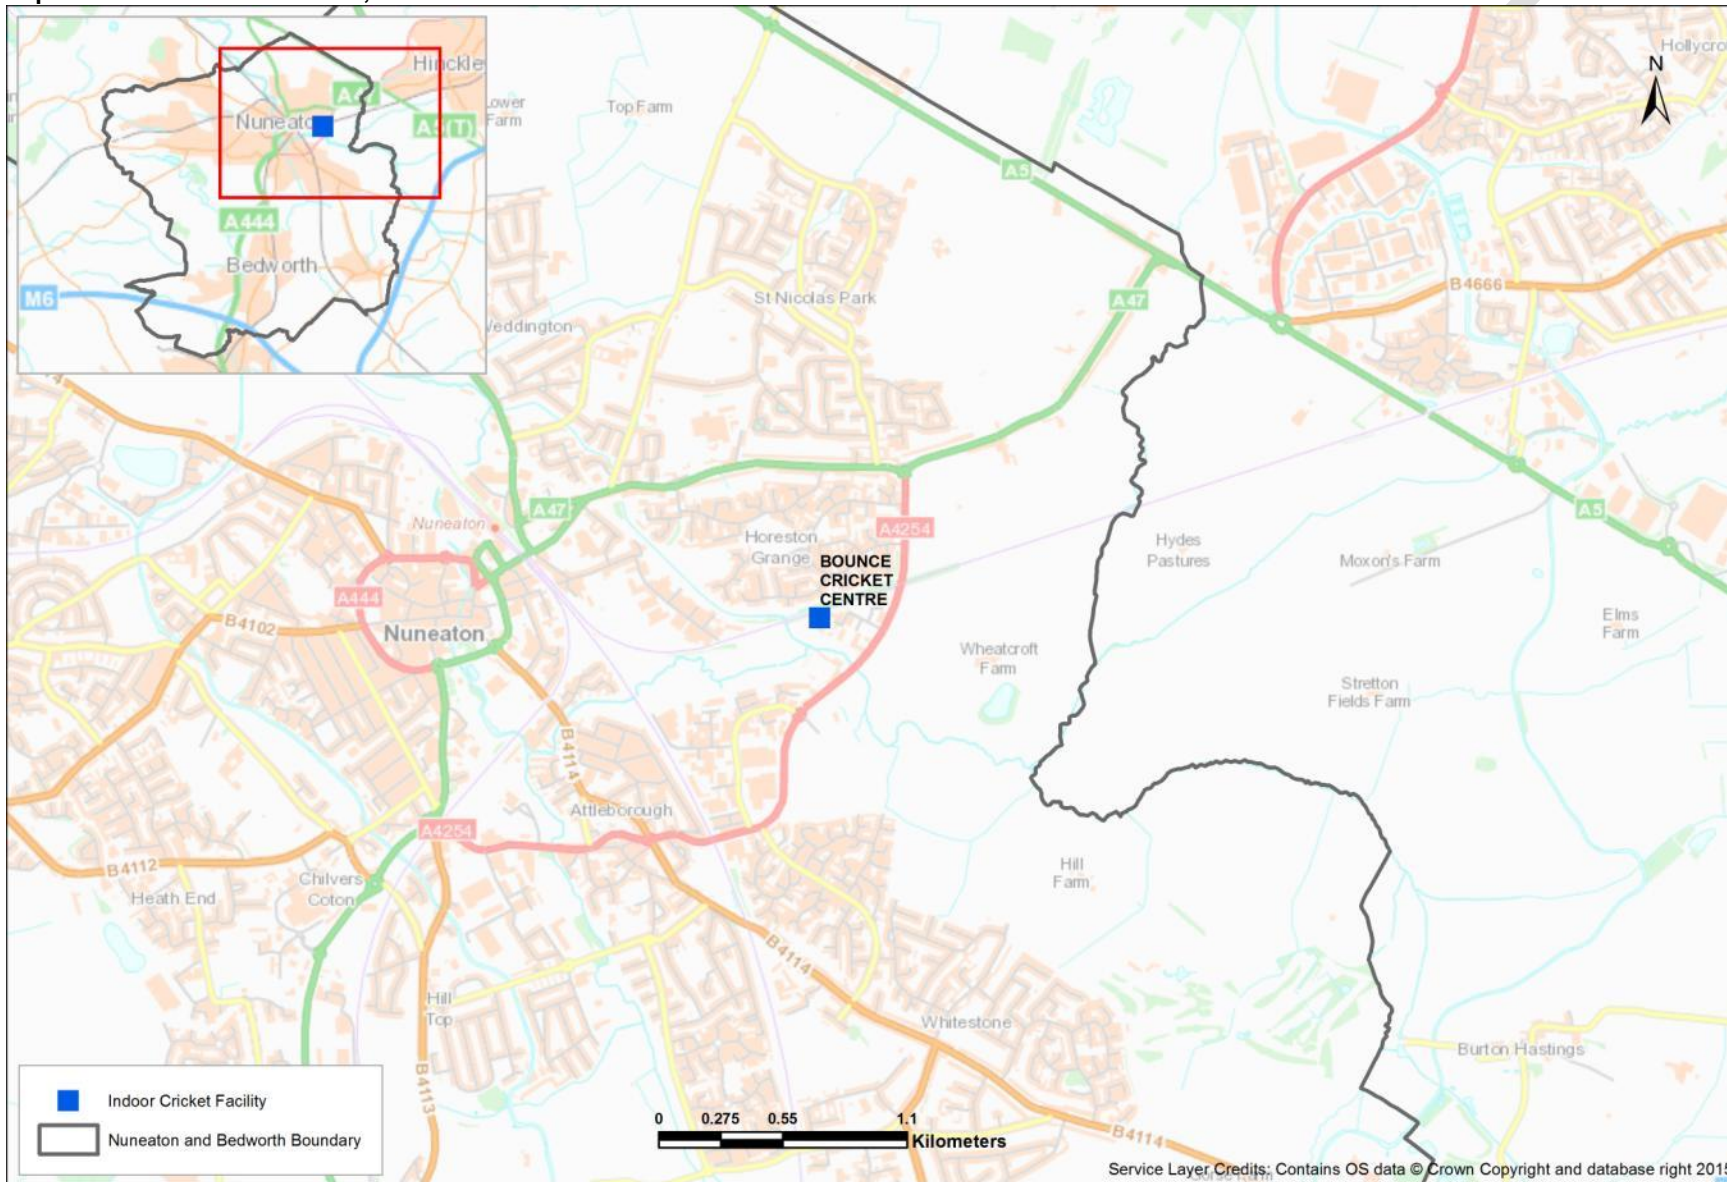 Hinckle
A47
Nuneaton
A5(T)
A444
Bedworth
M6
Lower
Farm
Top Farm
Hollycro
N
A5
St Nicolas Park
A47
B4666
Weddington
A47
Nuneaton
Horeston
Grange
A4254
BOUNCE
CRICKET
CENTRE
Hydes
Pastures
Moxon's Farm
A5
A444
B4102
Nuneaton
Elms
Farm
Wheatcroft
Farm
Stretton
Fields Farm
B4114
Attleborough
A4254
B4112
Chilvers
Coton
Heath End
Hill
Farm
B4114
Hill
Top
Whitestone
Burton Hastings
B4113
Indoor Cricket Facility
Nuneaton and Bedworth Boundary
0 0.275 0.55 1.1
Kilometers
B4114
Service Layer Credits: Contains OS data © Crown Copyright and database right 2015